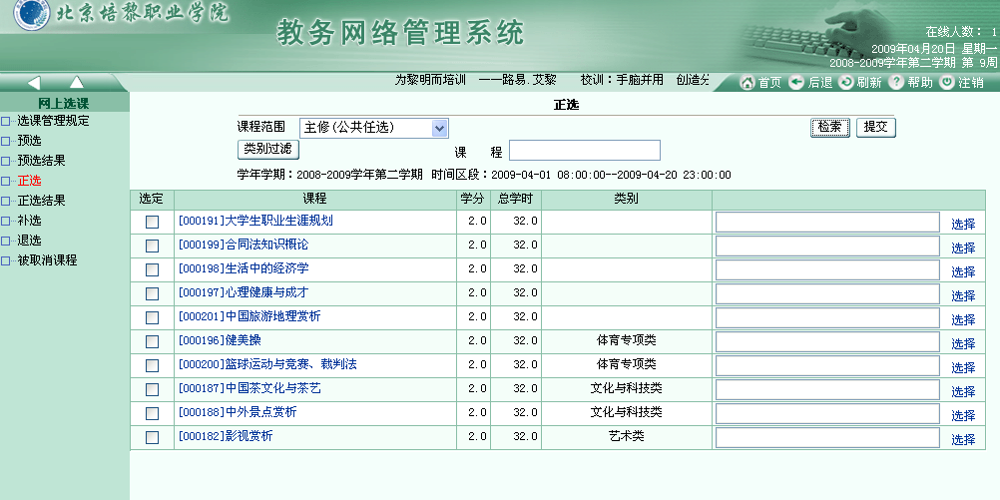 北京培黎职业学院
教务网络管理系统
在线人数： 1
2009年04月20日 星期一
2008-2009学年第二学期 第 9周
为黎明而培训 一一路易.艾黎 校训：手脑并用 创造分
首页 后退 刷新 帮助 注销
网上选课
选课管理规定
预选
预选结果
正选
正选结果
补选
退选
被取消课程
正选
课程范围 主修(公共任选) 检索 提交
类别过滤 课 程
学年学期：2008-2009学年第二学期 时间区段：2009-04-01 08:00:00--2009-04-20 23:00:00
选定 课程 学分 总学时 类别
[000191]大学生职业生涯规划 2.0 32.0 选择
[000199]合同法知识概论 2.0 32.0 选择
[000198]生活中的经济学 2.0 32.0 选择
[000197]心理健康与成才 2.0 32.0 选择
[000201]中国旅游地理赏析 2.0 32.0 选择
[000196]健美操 2.0 32.0 体育专项类 选择
[000200]篮球运动与竞赛、裁判法 2.0 32.0 体育专项类 选择
[000187]中国茶文化与茶艺 2.0 32.0 文化与科技类 选择
[000188]中外景点赏析 2.0 32.0 文化与科技类 选择
[000182]影视赏析 2.0 32.0 艺术类 选择